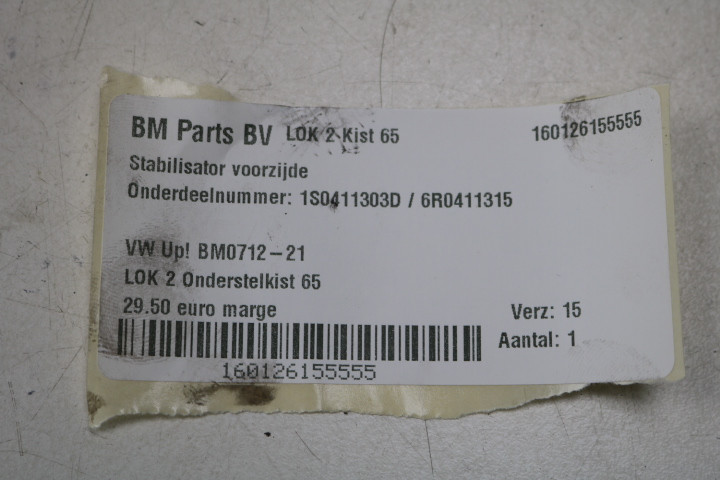 BM Parts BV LOK 2 Kist 65 160126155555
Stabilisator voorzijde
Onderdeelnummer: 1S0411303D / 6R0411315
VW Up! BM0712-21
LOK 2 Onderstelkist 65
29.50 euro marge Verz: 15
Aantal: 1
160126155555